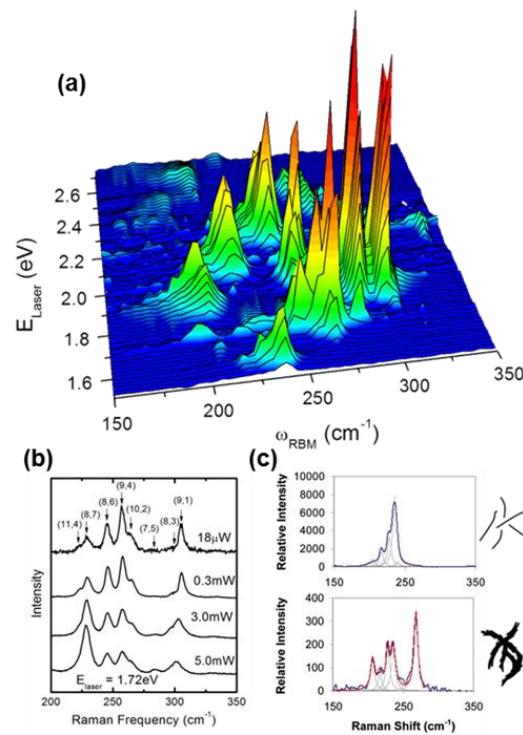 (a)
2.6
2.4
2.2
2.0
1.8
1.6
E_Laser (eV)
150
200
250
300
350
ω_RBM (cm⁻¹)
(b)
(11,4)
(8,7)
(8,6)
(9,4)
(10,2)
(7,5)
(8,3)
(9,1)
18μW
0.3mW
3.0mW
5.0mW
E_laser = 1.72eV
Intensity
200 250 300 350
Raman Frequency (cm⁻¹)
(c)
Relative Intensity
10000
8000
6000
4000
2000
0
150 250 350
Relative Intensity
400
300
200
100
0
150 250 350
Raman Shift (cm⁻¹)